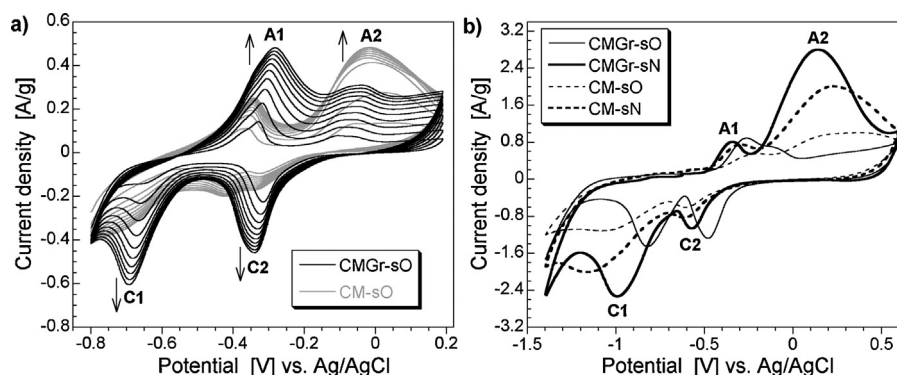 a)
0.6
0.4
0.2
0
-0.2
-0.4
-0.6
-0.8
Current density [A/g]
A1
A2
C1
C2
CMGr-sO
CM-sO
-0.8
-0.6
-0.4
-0.2
0
0.2
Potential [V] vs. Ag/AgCl
b)
3.6
2.7
1.8
0.9
0
-0.8
-1.6
-2.4
-3.2
Current density [A/g]
CMGr-sO
CMGr-sN
CM-sO
CM-sN
A2
A1
C2
C1
-1.5
-1
-0.5
0
0.5
Potential [V] vs. Ag/AgCl